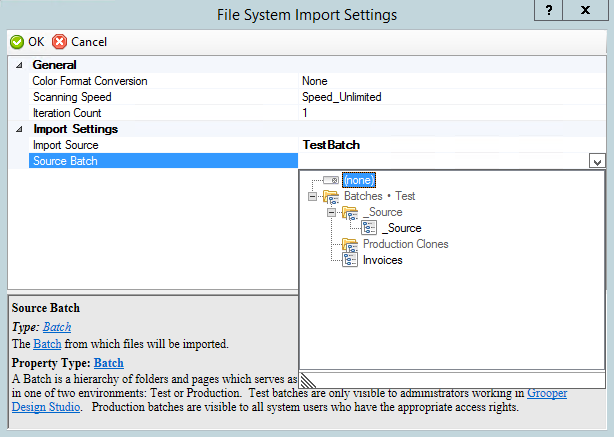 File System Import Settings
? X
OK Cancel
General
Color Format Conversion None
Scanning Speed Speed_Unlimited
Iteration Count 1
Import Settings
Import Source TestBatch
Source Batch
(none)
Batches • Test
_Source
_Source
Production Clones
Invoices
Source Batch
Type: Batch
The Batch from which files will be imported.
Property Type: Batch
A Batch is a hierarchy of folders and pages which serves as
in one of two environments: Test or Production. Test batches are only visible to administrators working in Grooper
Design Studio. Production batches are visible to all system users who have the appropriate access rights.